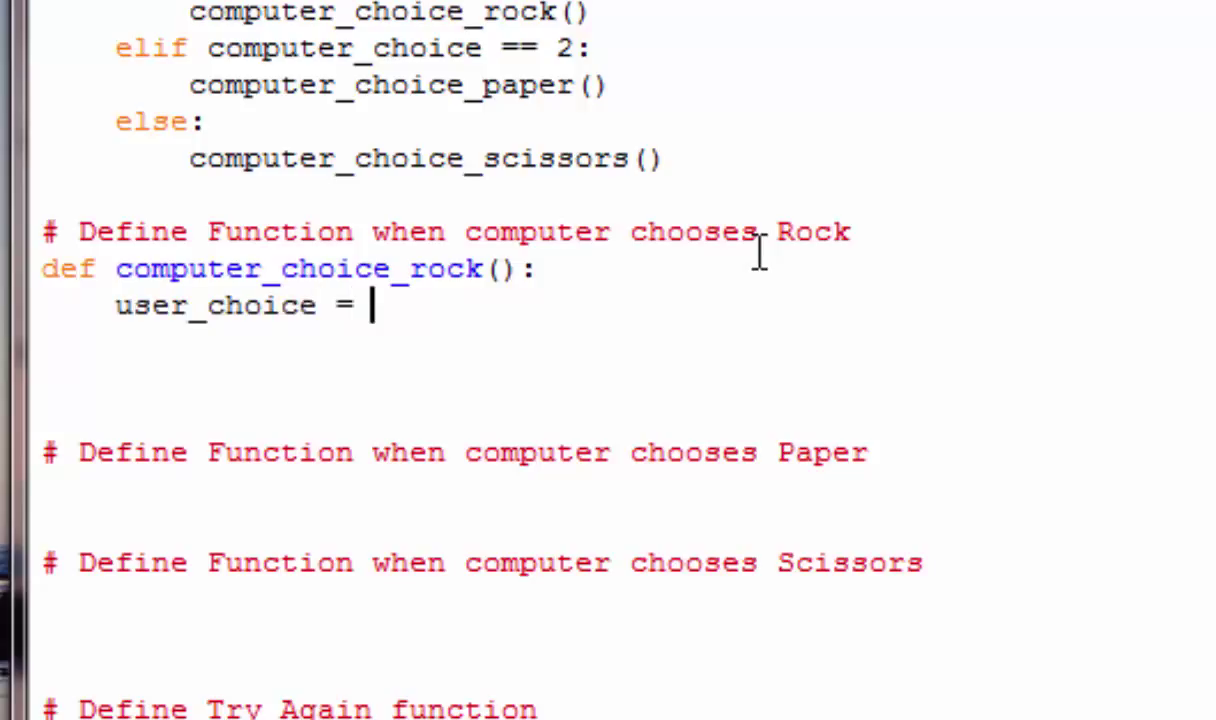 computer_choice_rock()
elif computer_choice == 2:
computer_choice_paper()
else:
computer_choice_scissors()
# Define Function when computer chooses Rock
def computer_choice_rock():
user_choice =
# Define Function when computer chooses Paper
# Define Function when computer chooses Scissors
# Define Try Again function